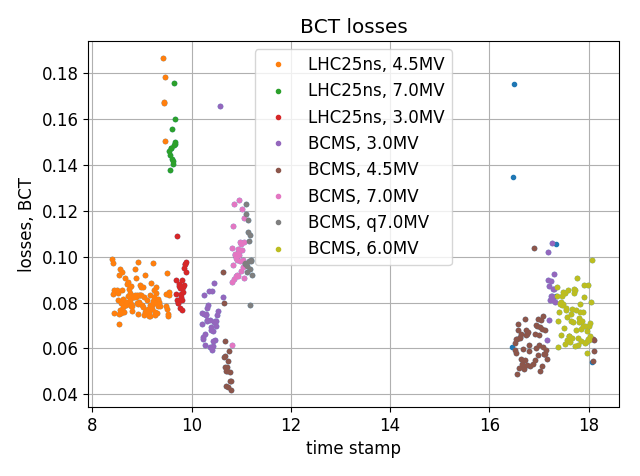 BCT losses
losses, BCT
0.18
0.16
0.14
0.12
0.10
0.08
0.06
0.04
LHC25ns, 4.5MV
LHC25ns, 7.0MV
LHC25ns, 3.0MV
BCMS, 3.0MV
BCMS, 4.5MV
BCMS, 7.0MV
BCMS, q7.0MV
BCMS, 6.0MV
8 10 12 14 16 18
time stamp